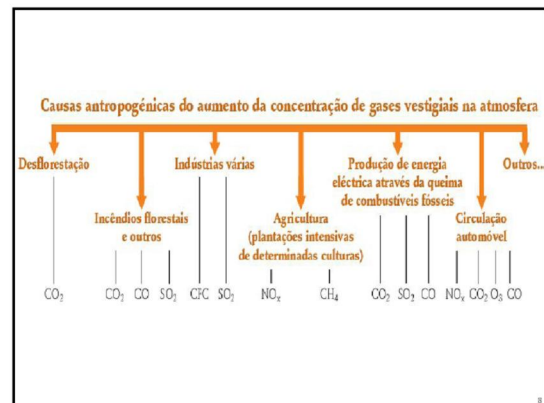 Causas antropogénicas do aumento da concentração de gases vestigiais na atmosfera
Desflorestação
Indústrias várias
Produção de energia
eléctrica através da queima
de combustíveis fósseis
Outros...
Incêndios florestais
e outros
Agricultura
(plantações intensivas
de determinadas culturas)
Circulação
automóvel
CO₂ CO₂ CO SO₂ CFC SO₂ NOₓ CH₄ CO₂ SO₂ CO NOₓ CO₂ O₃ CO